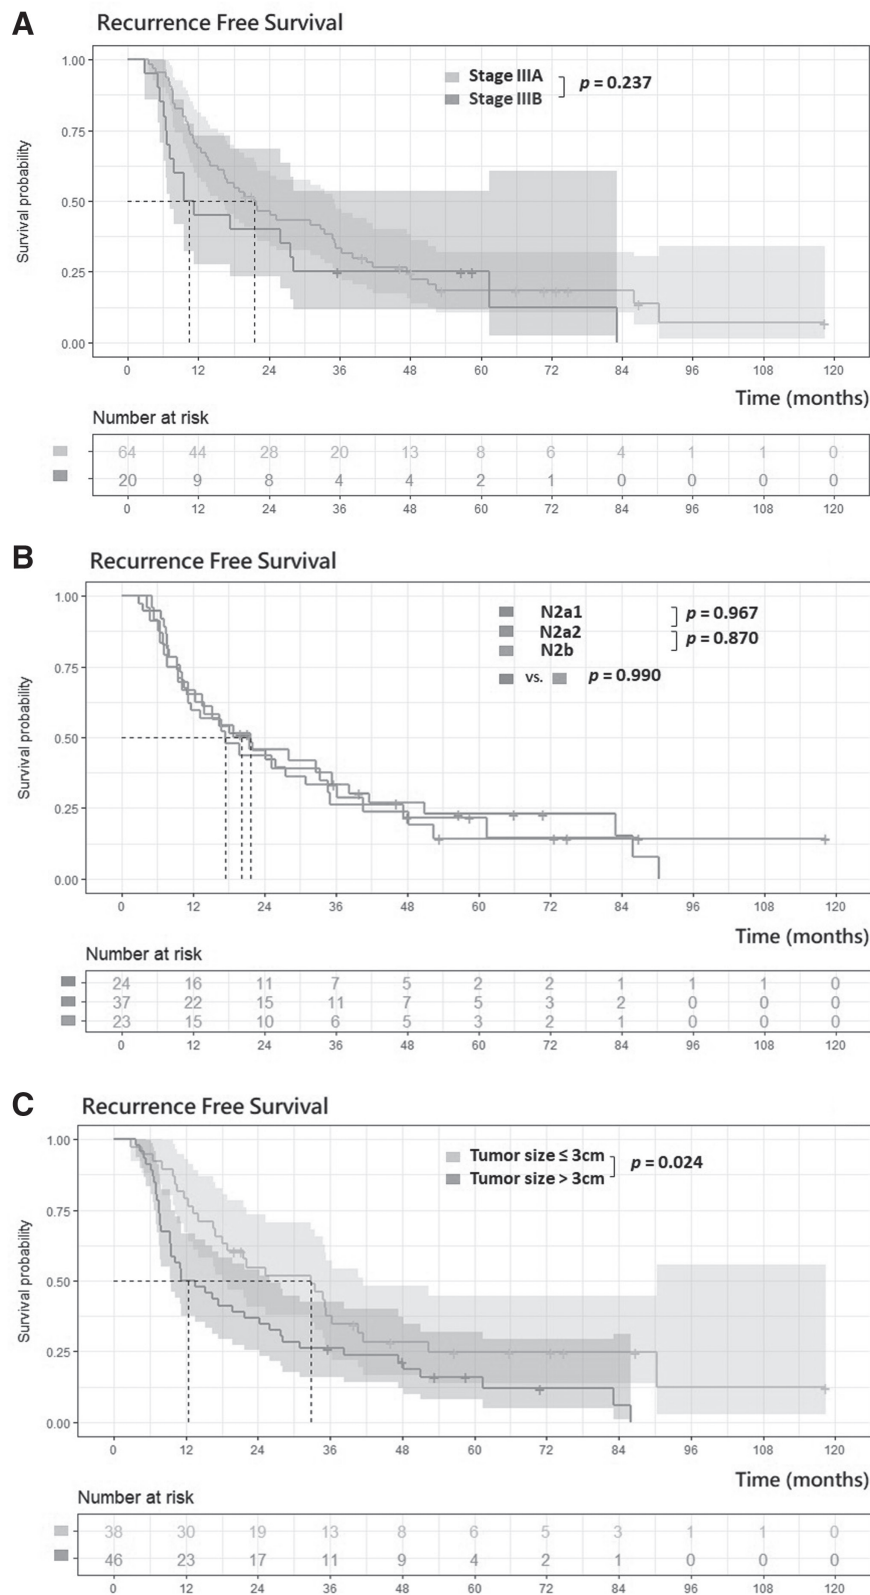 A
Recurrence Free Survival
Stage IIIA
Stage IIIB
p = 0.237
Survival probability
1.00
0.75
0.50
0.25
0.00
0 12 24 36 48 60 72 84 96 108 120
Time (months)
Number at risk
64 44 28 20 13 8 6 4 1 1 0
20 9 8 4 4 2 1 0 0 0 0
0 12 24 36 48 60 72 84 96 108 120
B
Recurrence Free Survival
N2a1
N2a2
N2b
p = 0.967
p = 0.870
vs. p = 0.990
Survival probability
1.00
0.75
0.50
0.25
0.00
0 12 24 36 48 60 72 84 96 108 120
Time (months)
Number at risk
24 16 11 7 5 2 2 1 1 1 0
37 22 15 11 7 5 3 2 0 0 0
23 15 10 6 5 3 2 1 0 0 0
0 12 24 36 48 60 72 84 96 108 120
C
Recurrence Free Survival
Tumor size ≤ 3cm
Tumor size > 3cm
p = 0.024
Survival probability
1.00
0.75
0.50
0.25
0.00
0 12 24 36 48 60 72 84 96 108 120
Time (months)
Number at risk
38 30 19 13 8 6 5 3 1 1 0
46 23 17 11 9 4 2 1 0 0 0
0 12 24 36 48 60 72 84 96 108 120